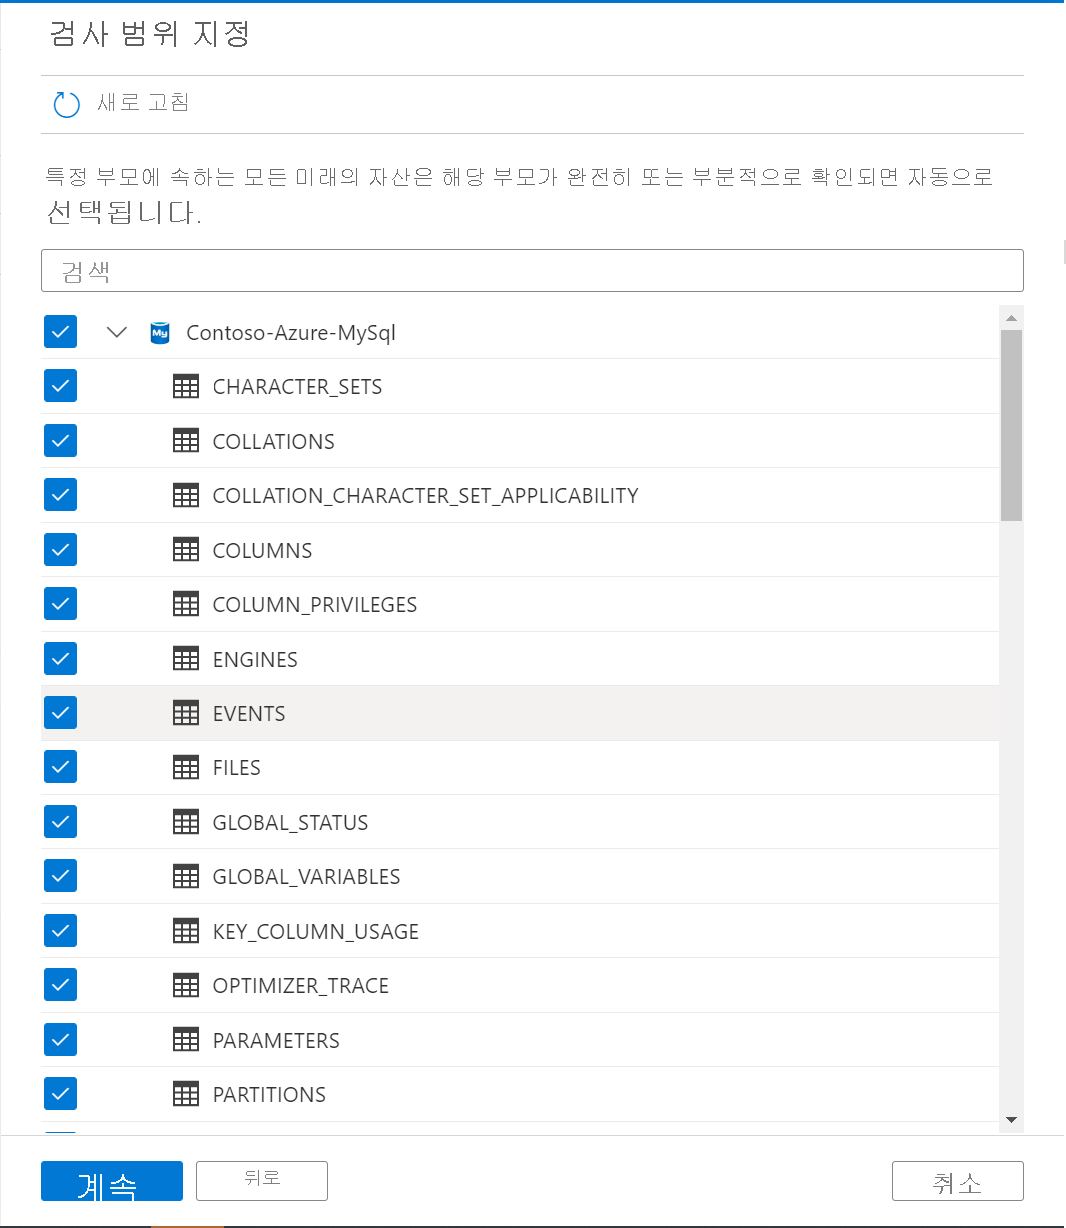 검사 범위 지정
새로 고침
특정 부모에 속하는 모든 미래의 자산은 해당 부모가 완전히 또는 부분적으로 확인되면 자동으로
선택됩니다.
검색
My Contoso-Azure-MySql
CHARACTER_SETS
COLLATIONS
COLLATION_CHARACTER_SET_APPLICABILITY
COLUMNS
COLUMN_PRIVILEGES
ENGINES
EVENTS
FILES
GLOBAL_STATUS
GLOBAL_VARIABLES
KEY_COLUMN_USAGE
OPTIMIZER_TRACE
PARAMETERS
PARTITIONS
계속 뒤로 취소